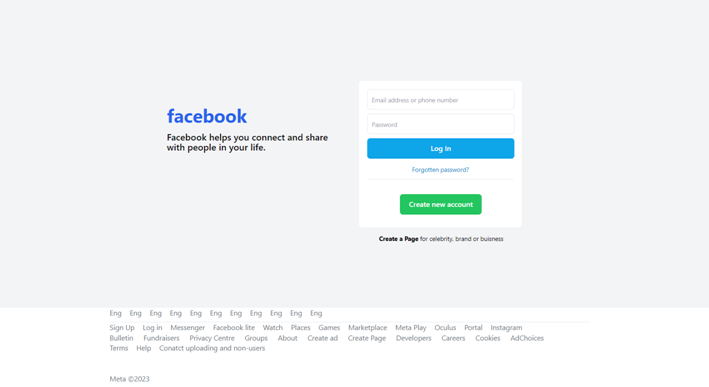 facebook
Facebook helps you connect and share
with people in your life.
Email address or phone number
Password
Log In
Forgotten password?
Create new account
Create a Page for celebrity. brand or buisness
Eng Eng Eng Eng Eng Eng Eng Eng Eng Eng Eng
Sign Up Log in Messenger Facebook lite Watch Places Games Marketplace Meta Play Oculus Portal Instagram
Bulletin Fundraisers Privacy Centre Groups About Create ad Create Page Developers Careers Cookies AdChoices
Terms Help Conatct uploading and non-users
Meta ©2023